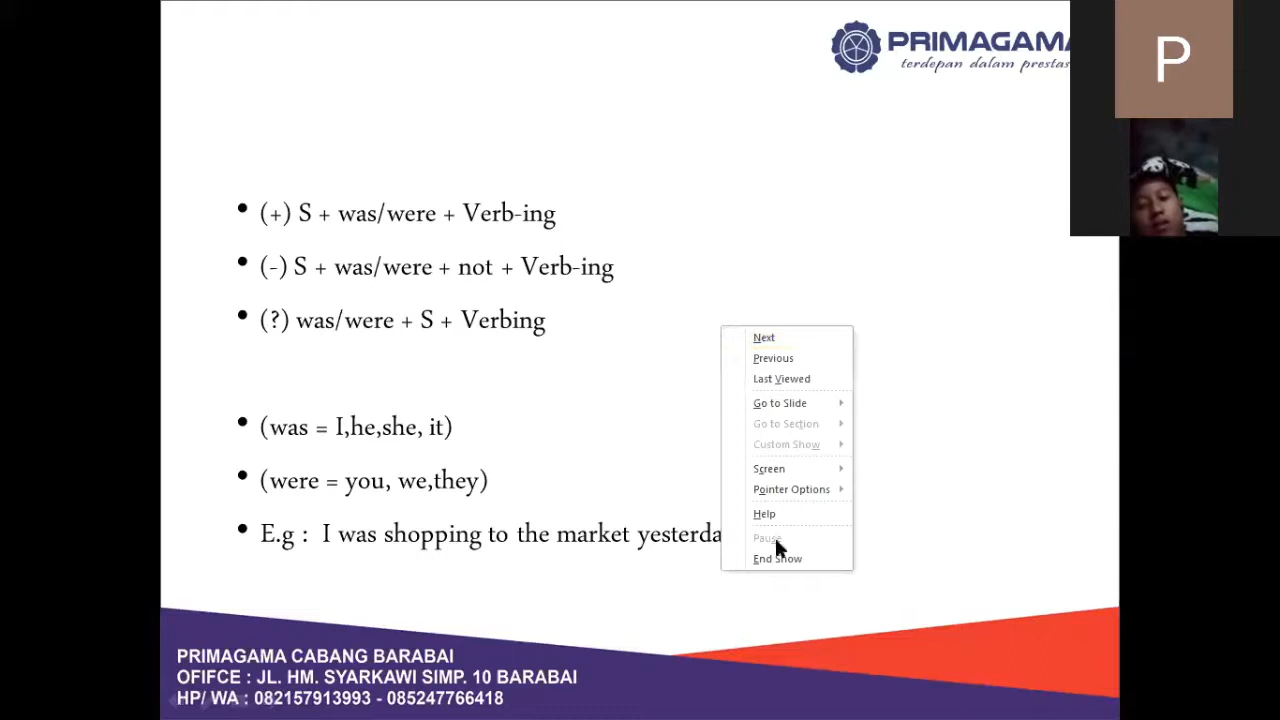 PRIMAGAMA
terdepan dalam prestas
P
• (+) S + was/were + Verb-ing
• (-) S + was/were + not + Verb-ing
• (?) was/were + S + Verbing
• (was = I,he,she, it)
• (were = you, we,they)
• E.g : I was shopping to the market yesterda
Next
Previous
Last Viewed
Go to Slide
Go to Section
Custom Show
Screen
Pointer Options
Help
Pause
End Show
PRIMAGAMA CABANG BARABAI
OFIFCE : JL. HM. SYARKAWI SIMP. 10 BARABAI
HP/ WA : 082157913993 - 085247766418